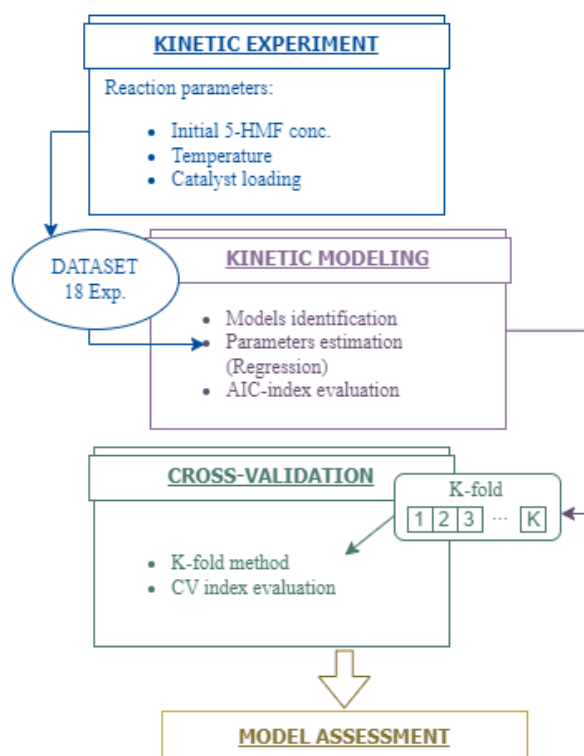 KINETIC EXPERIMENT
Reaction parameters:
• Initial 5-HMF conc.
• Temperature
• Catalyst loading
DATASET
18 Exp.
KINETIC MODELING
• Models identification
• Parameters estimation
(Regression)
• AIC-index evaluation
CROSS-VALIDATION
K-fold
1 2 3 ... K
• K-fold method
• CV index evaluation
MODEL ASSESSMENT